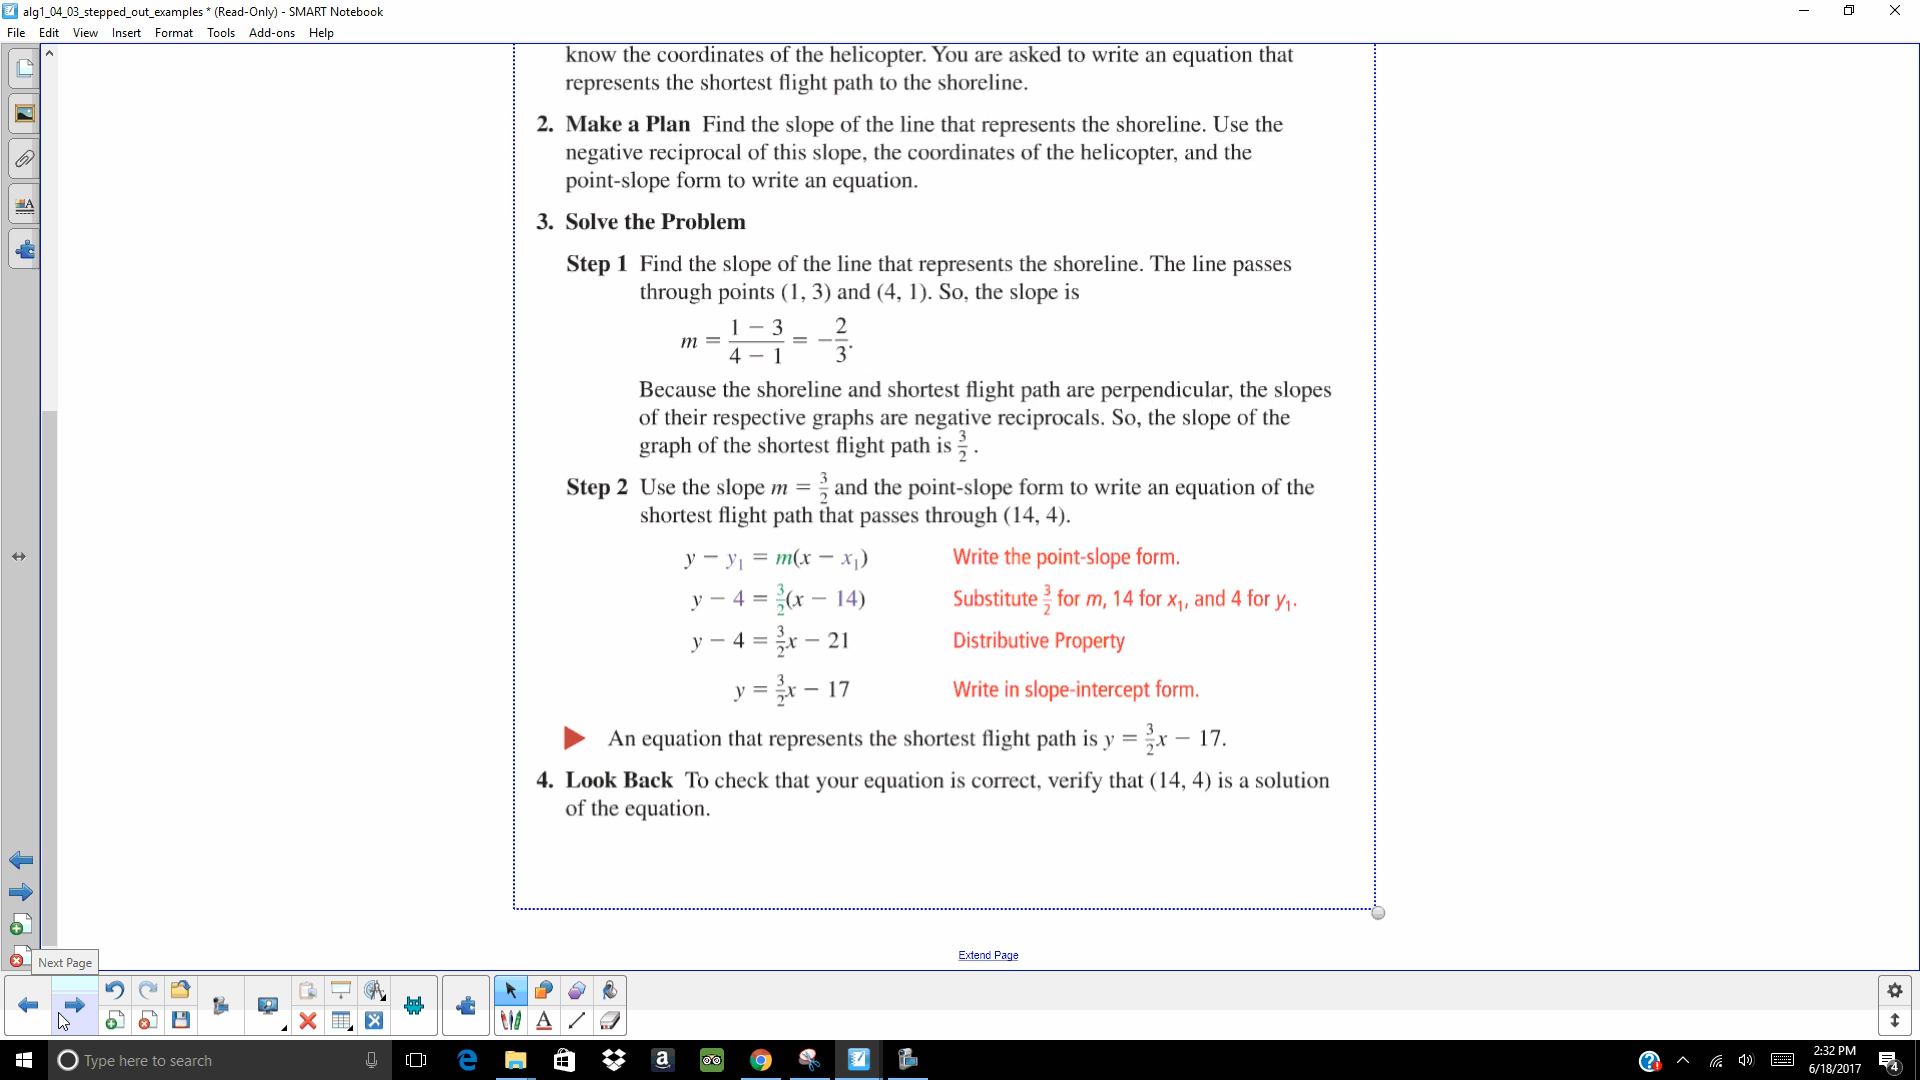 alg1_04_03_stepped_out_examples * (Read-Only) - SMART Notebook
File Edit View Insert Format Tools Add-ons Help
know the coordinates of the helicopter. You are asked to write an equation that
represents the shortest flight path to the shoreline.
2. Make a Plan Find the slope of the line that represents the shoreline. Use the
negative reciprocal of this slope, the coordinates of the helicopter, and the
point-slope form to write an equation.
3. Solve the Problem
Step 1 Find the slope of the line that represents the shoreline. The line passes
through points (1, 3) and (4, 1). So, the slope is
m = (1 − 3)/(4 − 1) = −2/3.
Because the shoreline and shortest flight path are perpendicular, the slopes
of their respective graphs are negative reciprocals. So, the slope of the
graph of the shortest flight path is 3/2 .
Step 2 Use the slope m = 3/2 and the point-slope form to write an equation of the
shortest flight path that passes through (14, 4).
y − y₁ = m(x − x₁) Write the point-slope form.
y − 4 = 3/2(x − 14) Substitute 3/2 for m, 14 for x₁, and 4 for y₁.
y − 4 = 3/2x − 21 Distributive Property
y = 3/2x − 17 Write in slope-intercept form.
An equation that represents the shortest flight path is y = 3/2x − 17.
4. Look Back To check that your equation is correct, verify that (14, 4) is a solution
of the equation.
Extend Page
Next Page
Type here to search
2:32 PM
6/18/2017
4